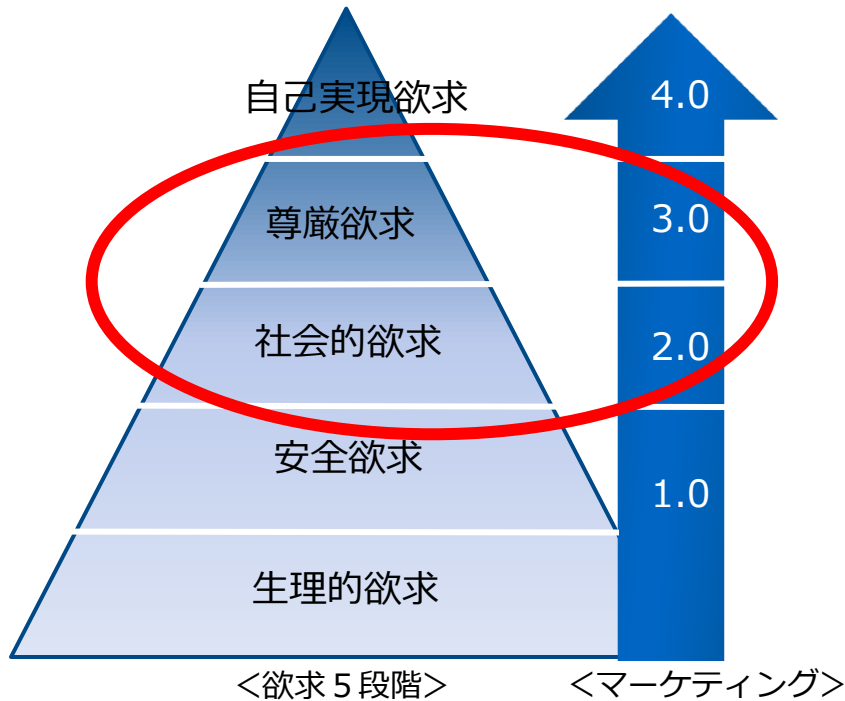 自己実現欲求
4.0
尊厳欲求
3.0
社会的欲求
2.0
安全欲求
1.0
生理的欲求
＜欲求５段階＞
＜マーケティング＞